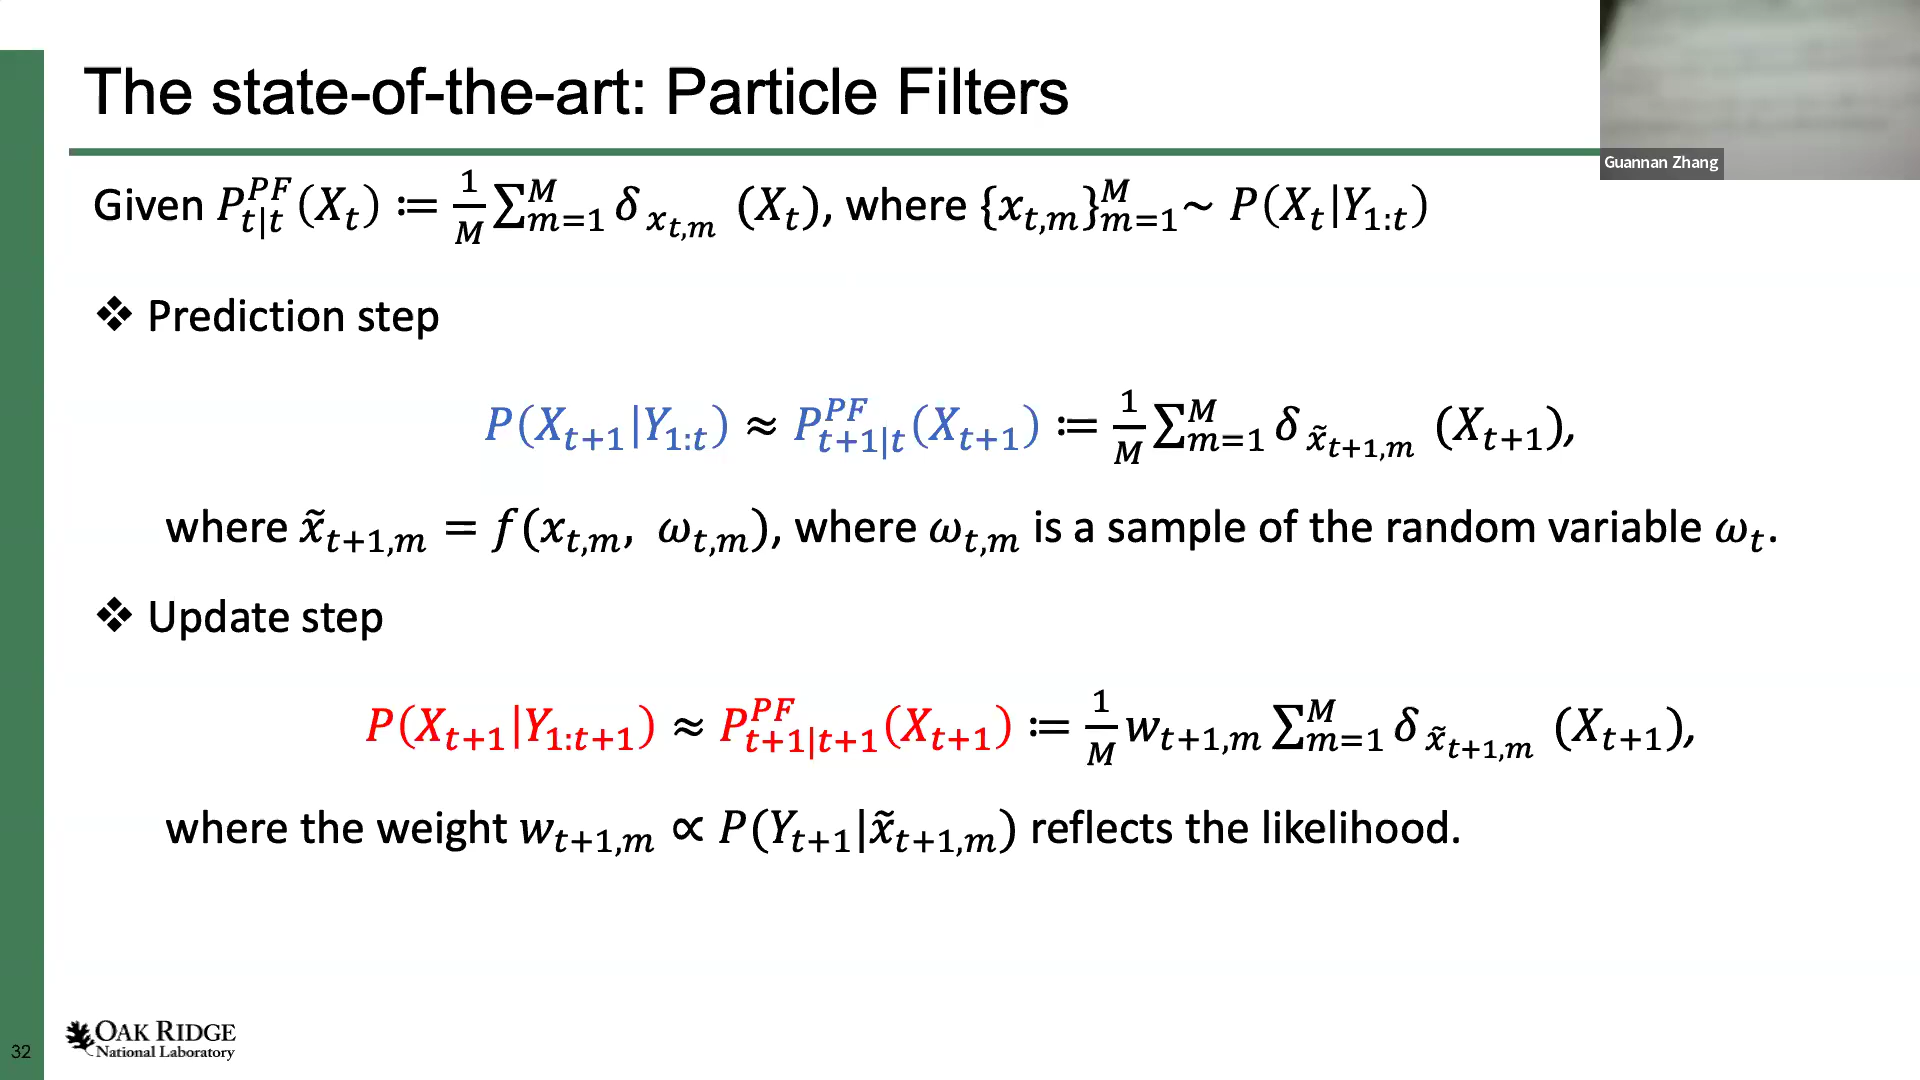 The state-of-the-art: Particle Filters
Guannan Zhang
Given $P_{t|t}^{PF}(X_t) := \frac{1}{M}\sum_{m=1}^{M} \delta_{x_{t,m}}(X_t)$, where $\{x_{t,m}\}_{m=1}^{M} \sim P(X_t|Y_{1:t})$
❖ Prediction step
$P(X_{t+1}|Y_{1:t}) \approx P_{t+1|t}^{PF}(X_{t+1}) := \frac{1}{M}\sum_{m=1}^{M} \delta_{\tilde{x}_{t+1,m}}(X_{t+1}),$
where $\tilde{x}_{t+1,m} = f(x_{t,m}, \omega_{t,m})$, where $\omega_{t,m}$ is a sample of the random variable $\omega_t$.
❖ Update step
$P(X_{t+1}|Y_{1:t+1}) \approx P_{t+1|t+1}^{PF}(X_{t+1}) := \frac{1}{M} w_{t+1,m} \sum_{m=1}^{M} \delta_{\tilde{x}_{t+1,m}}(X_{t+1}),$
where the weight $w_{t+1,m} \propto P(Y_{t+1}|\tilde{x}_{t+1,m})$ reflects the likelihood.
32
OAK RIDGE
National Laboratory